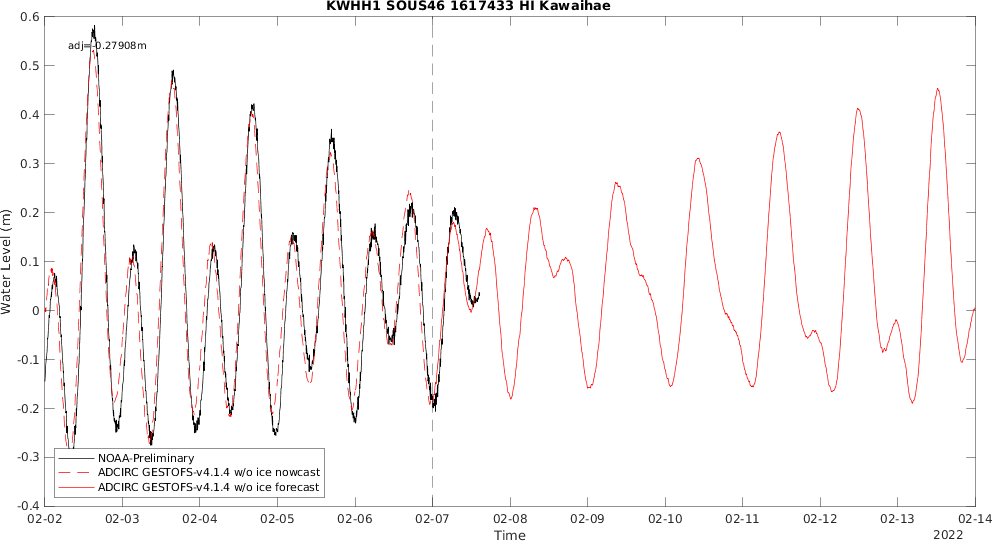 KWHH1 SOUS46 1617433 HI Kawaihae
adj=-0.27908m
Water Level (m)
0.6
0.5
0.4
0.3
0.2
0.1
0
-0.1
-0.2
-0.3
-0.4
NOAA-Preliminary
ADCIRC GESTOFS-v4.1.4 w/o ice nowcast
ADCIRC GESTOFS-v4.1.4 w/o ice forecast
02-02 02-03 02-04 02-05 02-06 02-07 02-08 02-09 02-10 02-11 02-12 02-13 02-14
Time
2022